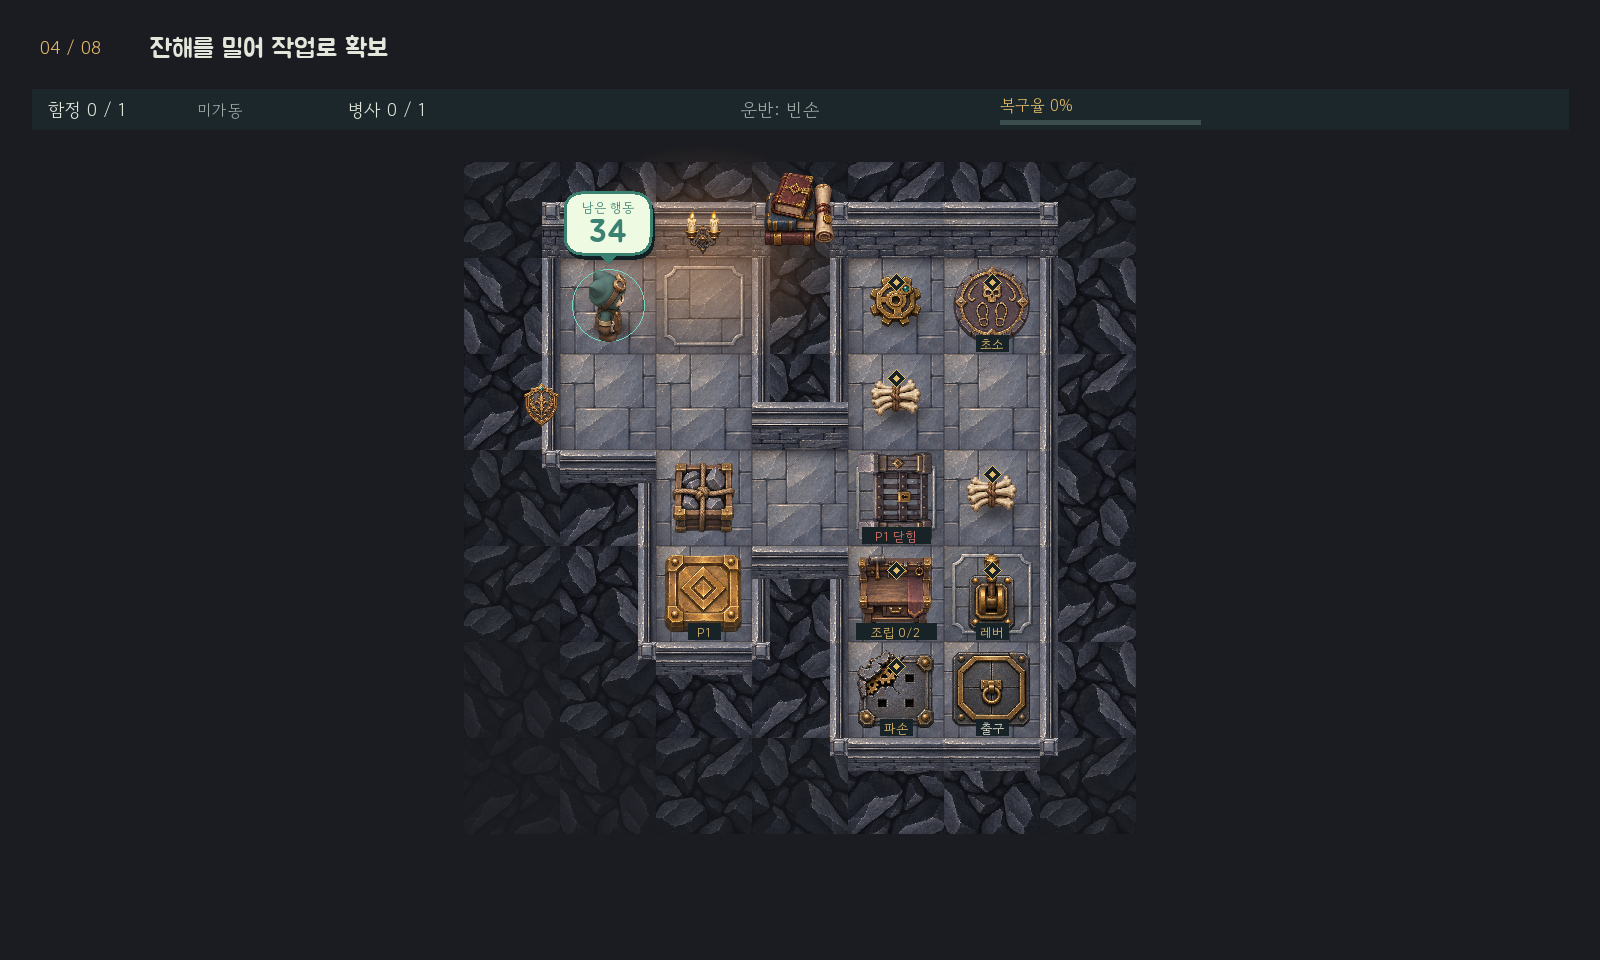 04 / 08
잔해를 밀어 작업로 확보
함정 0 / 1
미가동
병사 0 / 1
운반: 빈손
복구율 0%
남은 행동
34
초소
P1 닫힘
P1
조립 0/2
레버
파손
출구